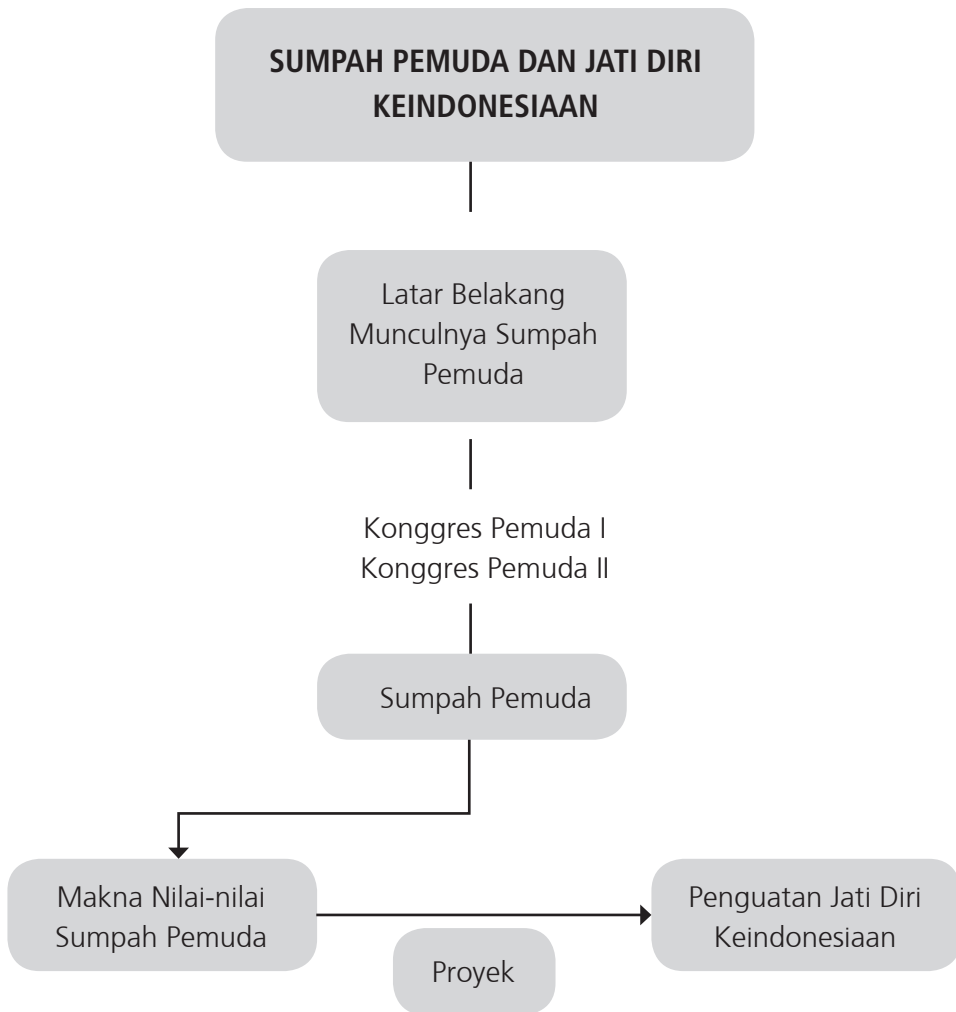 SUMPAH PEMUDA DAN JATI DIRI
KEINDONESIAAN
Latar Belakang
Munculnya Sumpah
Pemuda
Konggres Pemuda I
Konggres Pemuda II
Sumpah Pemuda
Makna Nilai-nilai
Sumpah Pemuda
Proyek
Penguatan Jati Diri
Keindonesiaan